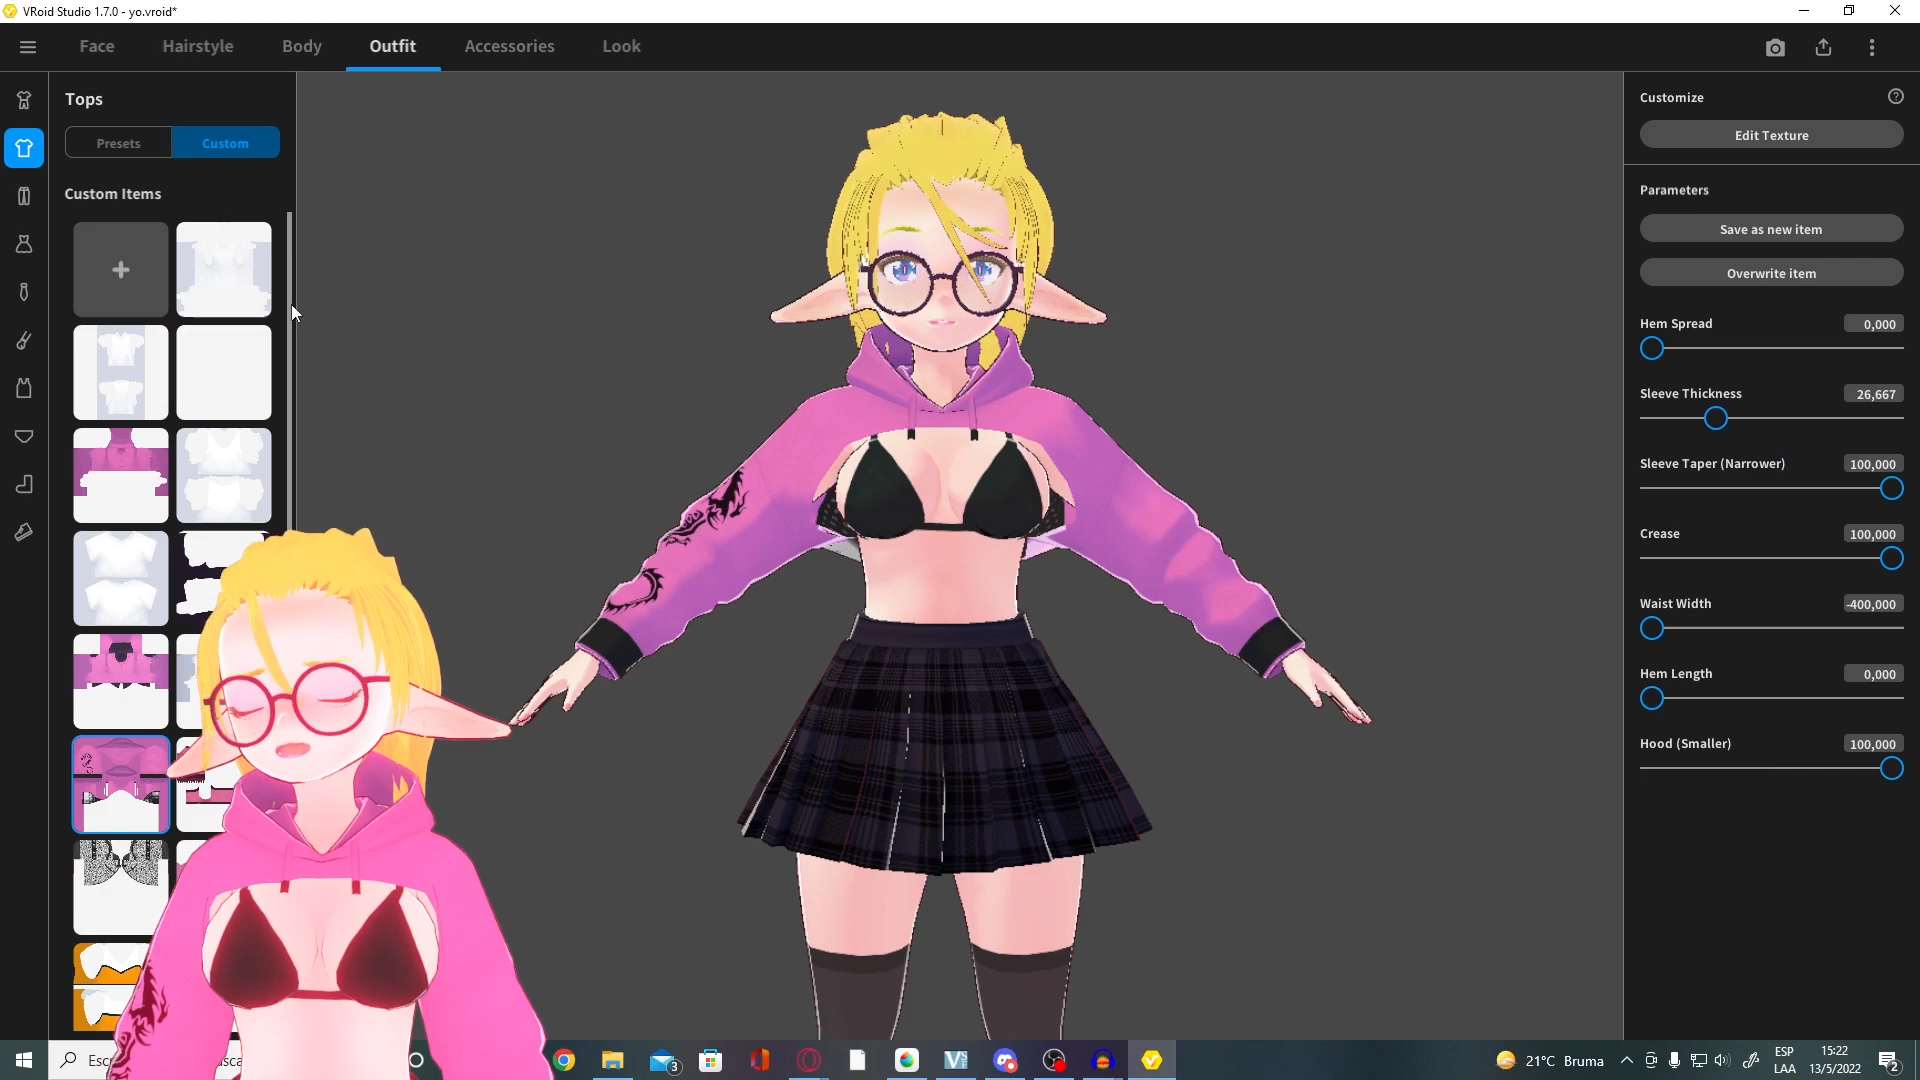 VRoid Studio 1.7.0 - yo.vroid*
Face
Hairstyle
Body
Outfit
Accessories
Look
Tops
Presets
Custom
Custom Items
Customize
Edit Texture
Parameters
Save as new item
Overwrite item
Hem Spread
0,000
Sleeve Thickness
26,667
Sleeve Taper (Narrower)
100,000
Crease
100,000
Waist Width
-400,000
Hem Length
0,000
Hood (Smaller)
100,000
3
21°C Bruma
ESP
LAA
15:22
13/5/2022
2